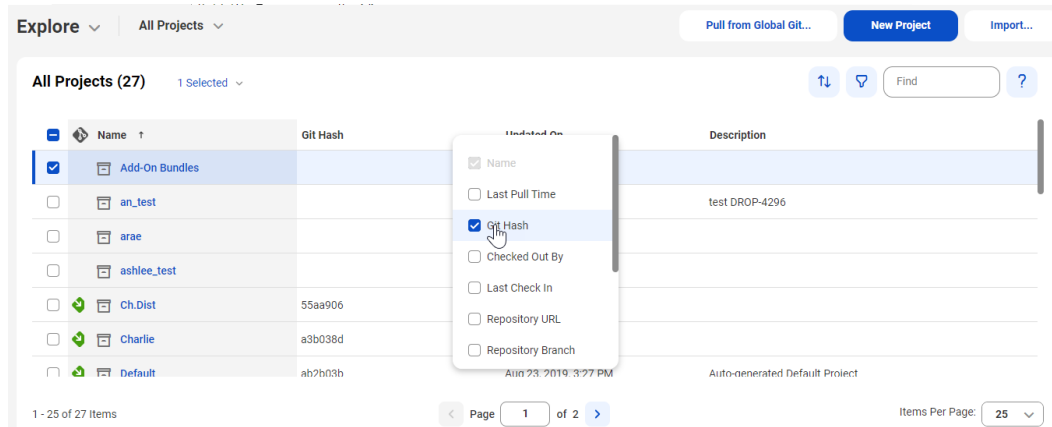 Explore
All Projects
Pull from Global Git...
New Project
Import...
All Projects (27)
1 Selected
Find
?
Name ↑
Git Hash
Updated On
Description
Add-On Bundles
an_test
test DROP-4296
arae
ashlee_test
Ch.Dist
55aa906
Charlie
a3b038d
Default
ab2b03b
Aug 23, 2019, 3:27 PM
Auto-generated Default Project
Name
Last Pull Time
Git Hash
Checked Out By
Last Check In
Repository URL
Repository Branch
1 - 25 of 27 Items
Page 1 of 2
Items Per Page: 25